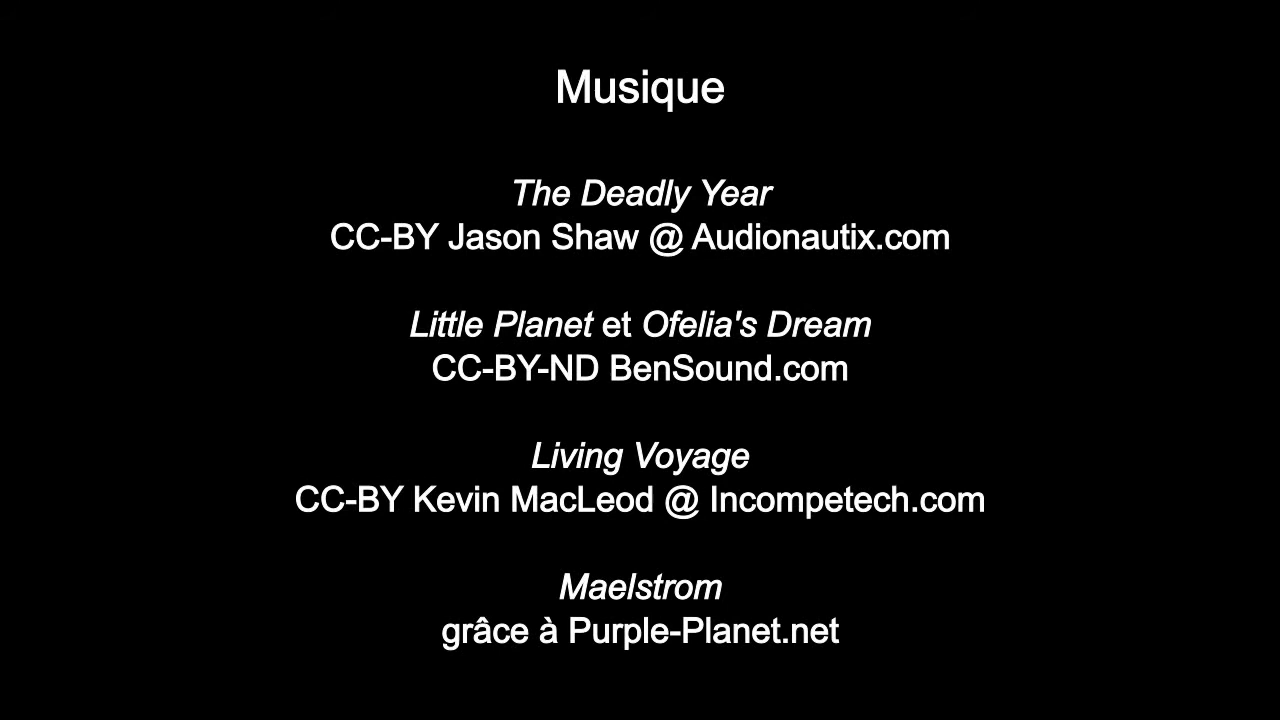 Musique
The Deadly Year
CC-BY Jason Shaw @ Audionautix.com
Little Planet et Ofelia's Dream
CC-BY-ND BenSound.com
Living Voyage
CC-BY Kevin MacLeod @ Incompetech.com
Maelstrom
grâce à Purple-Planet.net